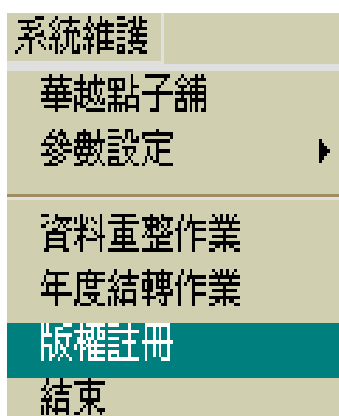 系統維護
華越點子舖
參數設定
資料重整作業
年度結轉作業
版權註冊
結束